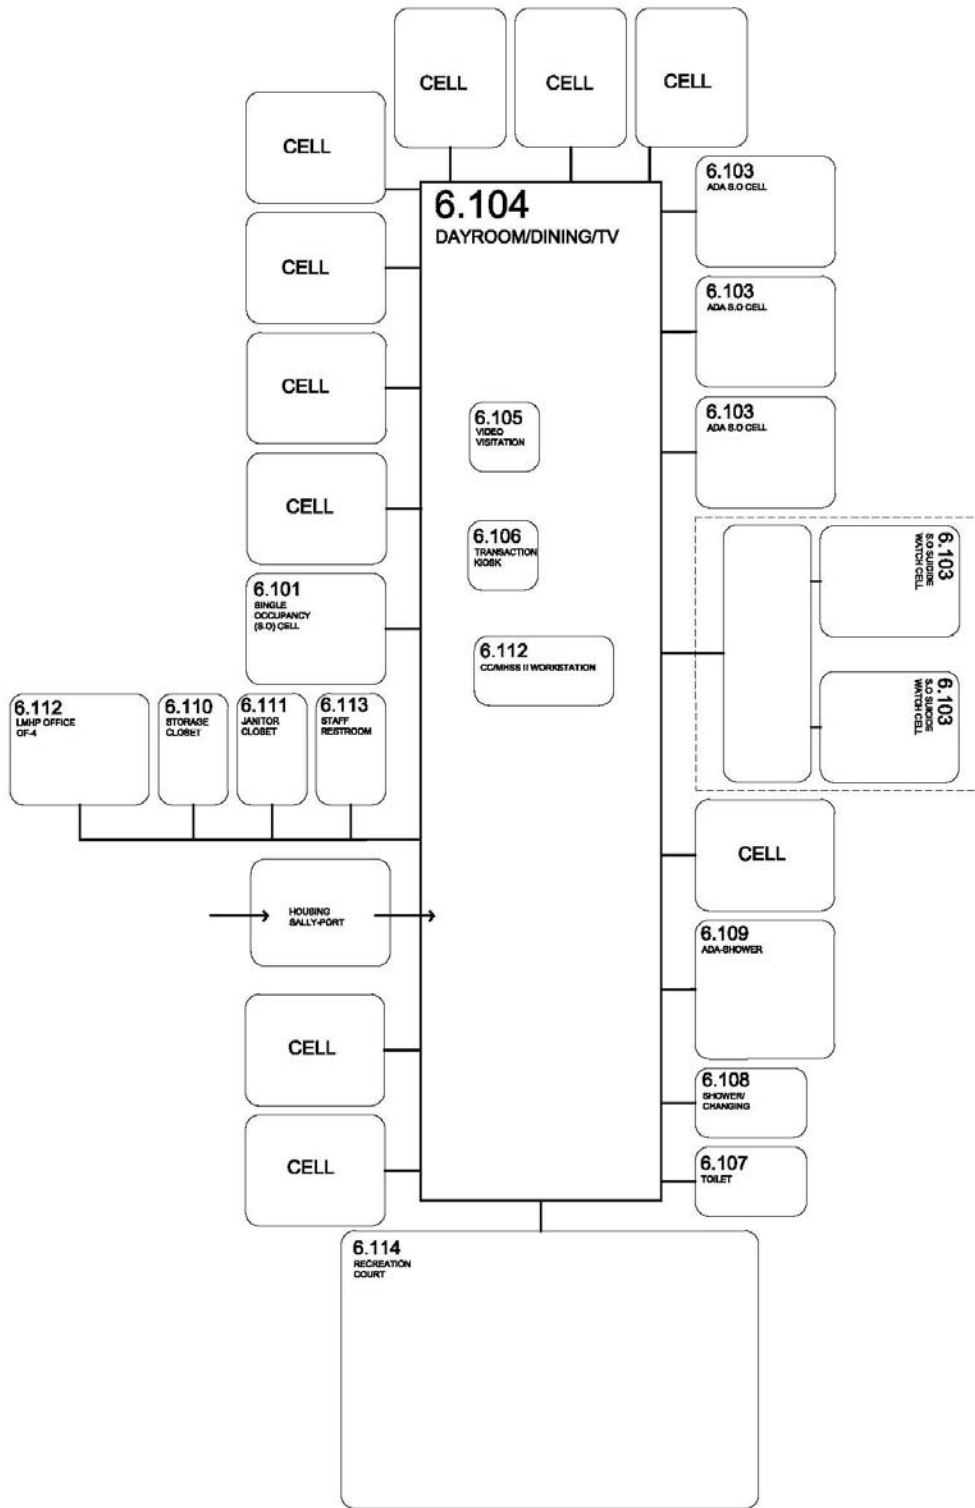 CELL
CELL
CELL
CELL
6.103
ADA S.O CELL
6.104
DAYROOM/DINING/TV
CELL
6.103
ADA S.O CELL
CELL
6.103
ADA S.O CELL
6.105
VIDEO
VISITATION
CELL
6.106
TRANSACTION
KIOSK
6.103
S.O SUICIDE
WATCH CELL
6.101
SINGLE
OCCUPANCY
(S.O) CELL
6.112
CC/MHSS II WORKSTATION
6.103
S.O SUICIDE
WATCH CELL
6.112
LMHP OFFICE
OF-4
6.110
STORAGE
CLOSET
6.111
JANITOR
CLOSET
6.113
STAFF
RESTROOM
CELL
HOUSING
SALLY-PORT
6.109
ADA-SHOWER
CELL
6.108
SHOWER/
CHANGING
CELL
6.107
TOILET
6.114
RECREATION
COURT